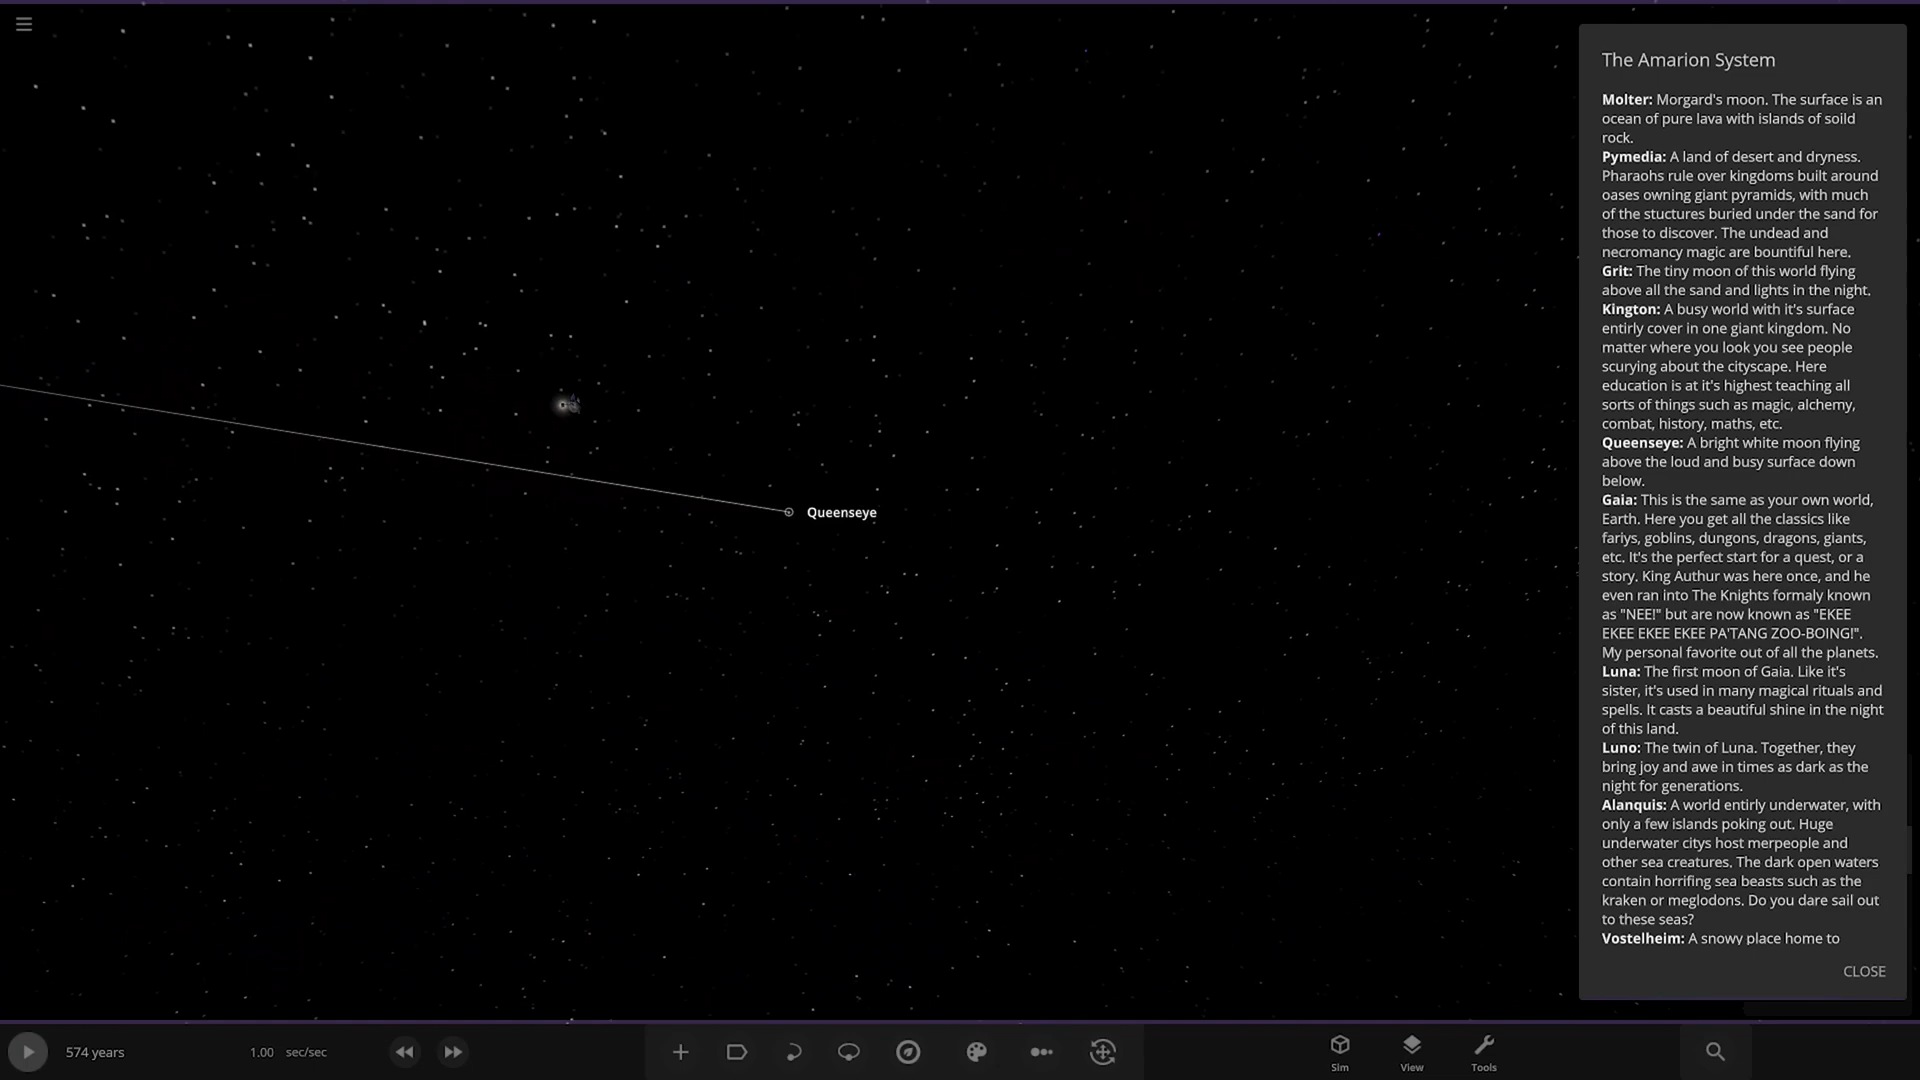 The Amarion System
Molter: Morgard's moon. The surface is an
ocean of pure lava with islands of soild
rock.
Pymedia: A land of desert and dryness.
Pharaohs rule over kingdoms built around
oases owning giant pyramids, with much
of the stuctures buried under the sand for
those to discover. The undead and
necromancy magic are bountiful here.
Grit: The tiny moon of this world flying
above all the sand and lights in the night.
Kington: A busy world with it's surface
entirly cover in one giant kingdom. No
matter where you look you see people
scurying about the cityscape. Here
education is at it's highest teaching all
sorts of things such as magic, alchemy,
combat, history, maths, etc.
Queenseye: A bright white moon flying
above the loud and busy surface down
below.
Gaia: This is the same as your own world,
Earth. Here you get all the classics like
fariys, goblins, dungons, dragons, giants,
etc. It's the perfect start for a quest, or a
story. King Authur was here once, and he
even ran into The Knights formaly known
as "NEE!" but are now known as "EKEE
EKEE EKEE EKEE PA'TANG ZOO-BOING!".
My personal favorite out of all the planets.
Luna: The first moon of Gaia. Like it's
sister, it's used in many magical rituals and
spells. It casts a beautiful shine in the night
of this land.
Luno: The twin of Luna. Together, they
bring joy and awe in times as dark as the
night for generations.
Alanquis: A world entirly underwater, with
only a few islands poking out. Huge
underwater citys host merpeople and
other sea creatures. The dark open waters
contain horrifing sea beasts such as the
kraken or meglodons. Do you dare sail out
to these seas?
Vostelheim: A snowy place home to
CLOSE
Queenseye
574 years
1.00 sec/sec
Sim
View
Tools